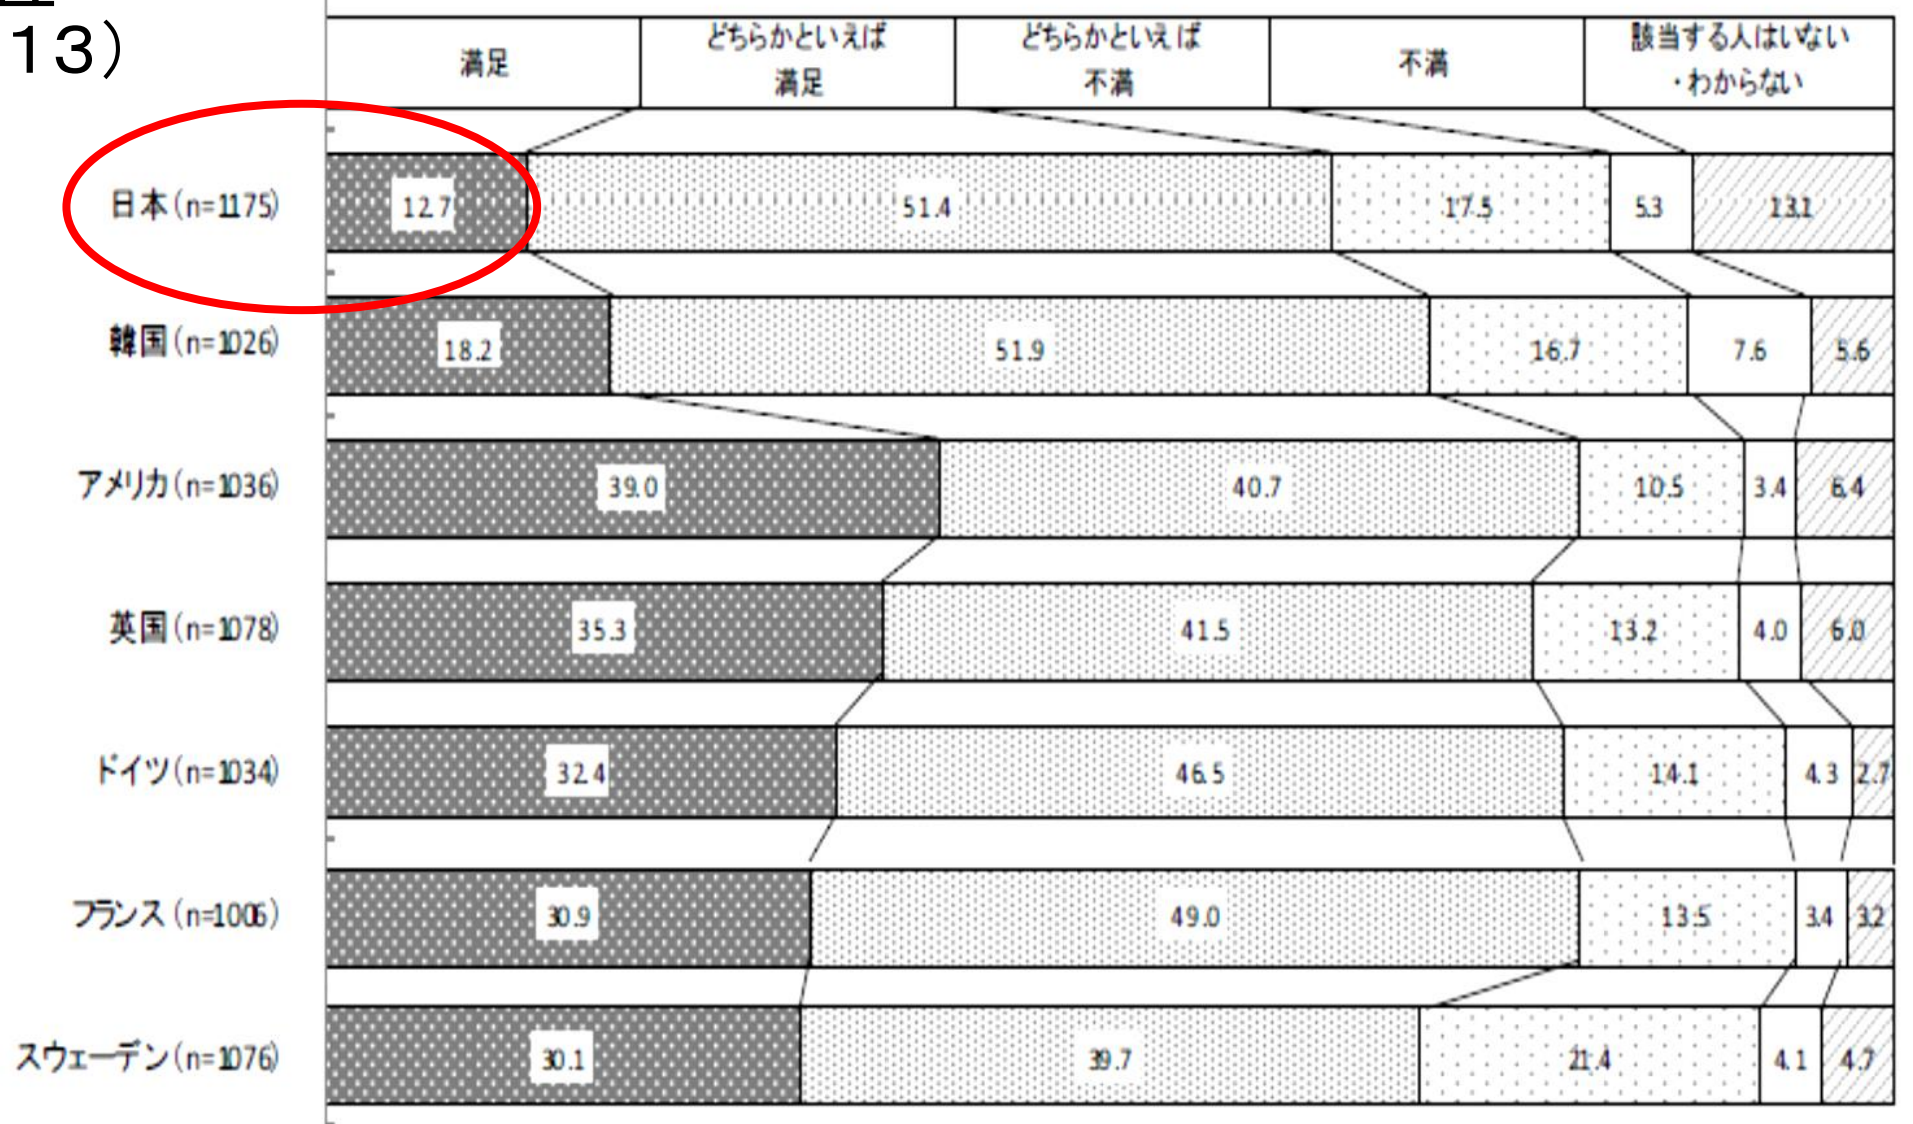 13)
満足
どちらかといえば
満足
どちらかといえば
不満
不満
該当する人はいない
・わからない
日本(n=1175) 12.7 51.4 17.5 5.3 13.1
韓国(n=1026) 18.2 51.9 16.7 7.6 5.6
アメリカ(n=1036) 39.0 40.7 10.5 3.4 6.4
英国(n=1078) 35.3 41.5 13.2 4.0 6.0
ドイツ(n=1034) 32.4 46.5 14.1 4.3 2.7
フランス(n=1006) 30.9 49.0 13.5 3.4 3.2
スウェーデン(n=1076) 30.1 39.7 21.4 4.1 4.7